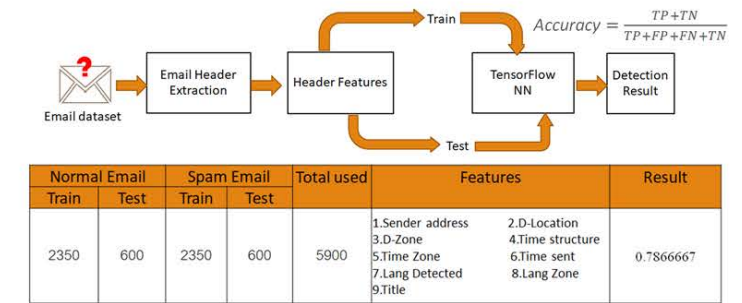 ?
Email dataset
Email Header
Extraction
Header Features
Train
Test
TensorFlow
NN
Detection
Result
Accuracy = TP+TN / TP+FP+FN+TN
Normal Email Spam Email Total used Features Result
Train Test Train Test
2350 600 2350 600 5900 0.7866667
1.Sender address 2.D-Location
3.D-Zone 4.Time structure
5.Time Zone 6.Time sent
7.Lang Detected 8.Lang Zone
9.Title